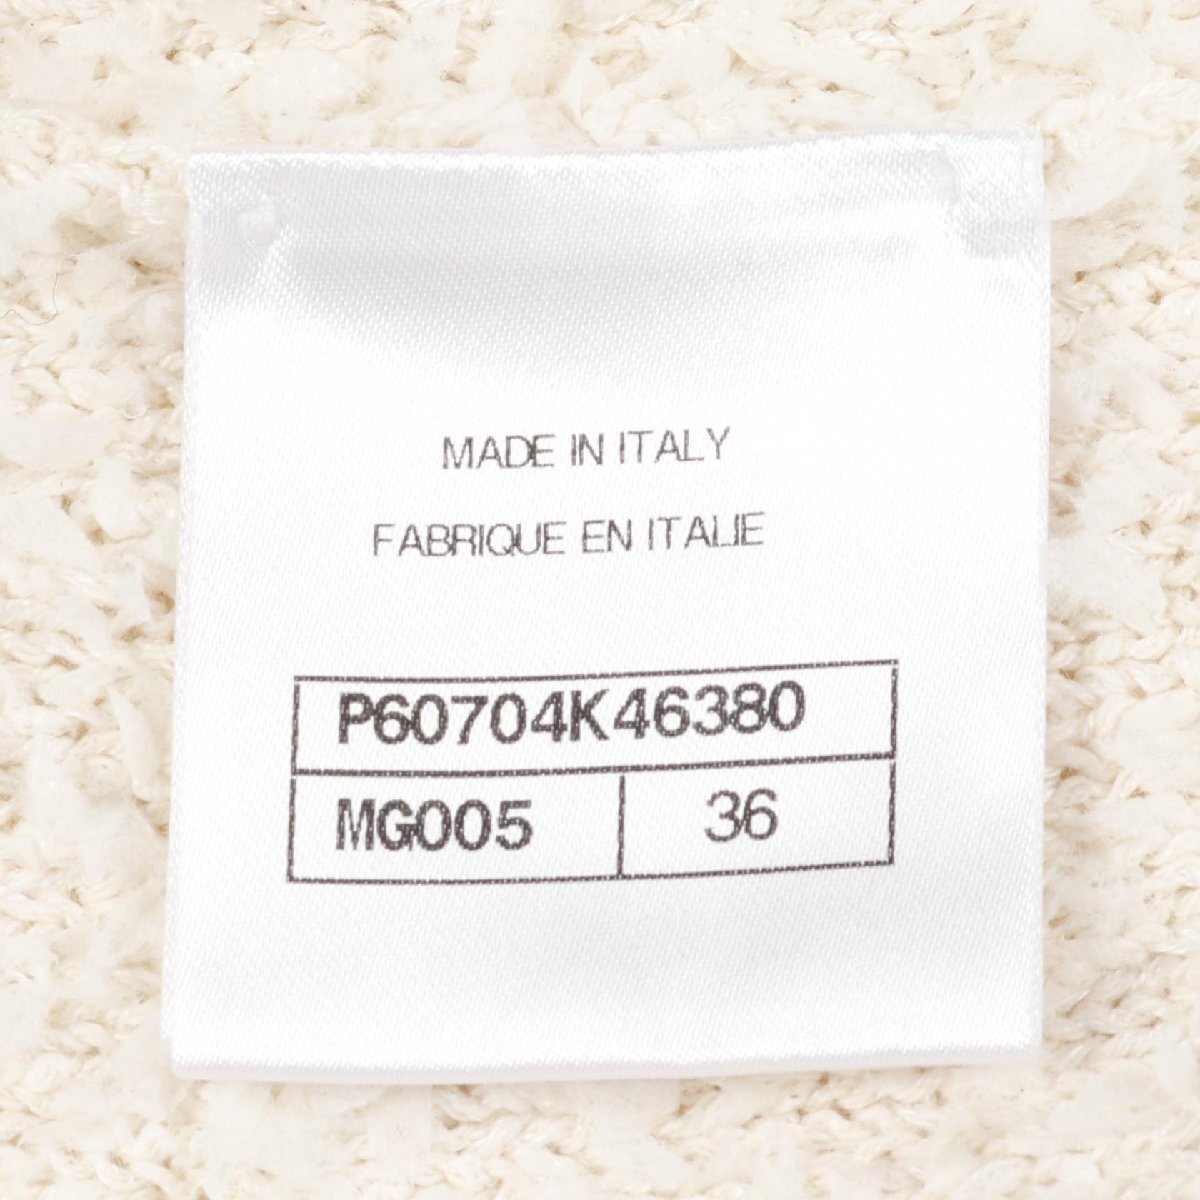 MADE IN ITALY
FABRIQUE EN ITALIE
P60704K46380
MG005 36